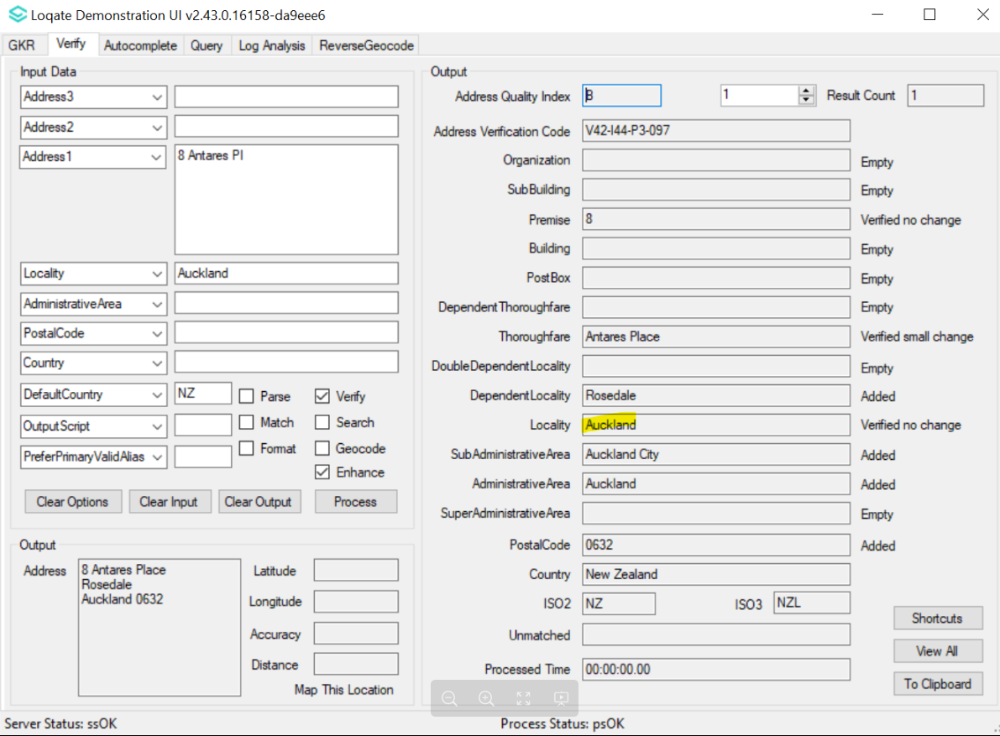 Loqate Demonstration UI v2.43.0.16158-da9eee6
GKR Verify Autocomplete Query Log Analysis ReverseGeocode
Input Data
Address3
Address2
Address1 8 Antares Pl
Locality Auckland
AdministrativeArea
PostalCode
Country
DefaultCountry NZ Parse Verify
OutputScript Match Search
PreferPrimaryValidAlias Format Geocode
Enhance
Clear Options Clear Input Clear Output Process
Output
Address 8 Antares Place
Rosedale
Auckland 0632
Latitude
Longitude
Accuracy
Distance
Map This Location
Output
Address Quality Index B 1 Result Count 1
Address Verification Code V42-I44-P3-097
Organization Empty
SubBuilding Empty
Premise 8 Verified no change
Building Empty
PostBox Empty
DependentThoroughfare Empty
Thoroughfare Antares Place Verified small change
DoubleDependentLocality Empty
DependentLocality Rosedale Added
Locality Auckland Verified no change
SubAdministrativeArea Auckland City Added
AdministrativeArea Auckland Added
SuperAdministrativeArea Empty
PostalCode 0632 Added
Country New Zealand
ISO2 NZ ISO3 NZL
Unmatched
Processed Time 00:00:00.00
Shortcuts
View All
To Clipboard
Server Status: ssOK Process Status: psOK